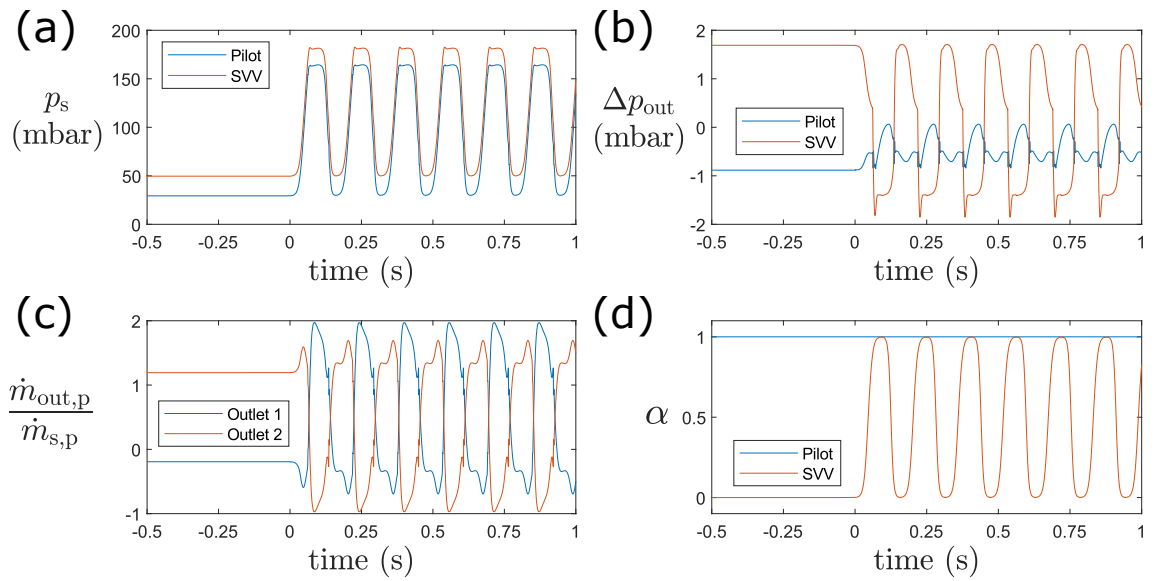 (a)
200
150
100
50
0
p_s
(mbar)
Pilot
SVV
-0.5 -0.25 0 0.25 0.5 0.75 1
time (s)
(b)
2
1
0
-1
-2
Δp_out
(mbar)
Pilot
SVV
-0.5 -0.25 0 0.25 0.5 0.75 1
time (s)
(c)
2
1
0
-1
ṁ_out,p
ṁ_s,p
Outlet 1
Outlet 2
-0.5 -0.25 0 0.25 0.5 0.75 1
time (s)
(d)
1
0.5
0
α
Pilot
SVV
-0.5 -0.25 0 0.25 0.5 0.75 1
time (s)